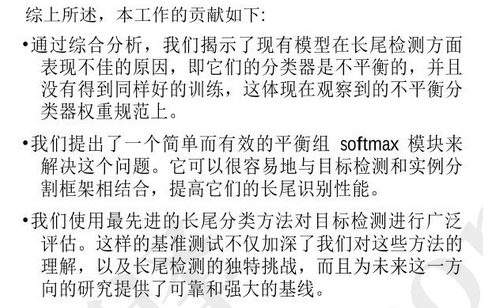 综上所述，本工作的贡献如下:
•通过综合分析，我们揭示了现有模型在长尾检测方面
表现不佳的原因，即它们的分类器是不平衡的，并且
没有得到同样好的训练，这体现在观察到的不平衡分
类器权重规范上。
•我们提出了一个简单而有效的平衡组 softmax 模块来
解决这个问题。它可以很容易地与目标检测和实例分
割框架相结合，提高它们的长尾识别性能。
•我们使用最先进的长尾分类方法对目标检测进行广泛
评估。这样的基准测试不仅加深了我们对这些方法的
理解，以及长尾检测的独特挑战，而且为未来这一方
向的研究提供了可靠和强大的基线。